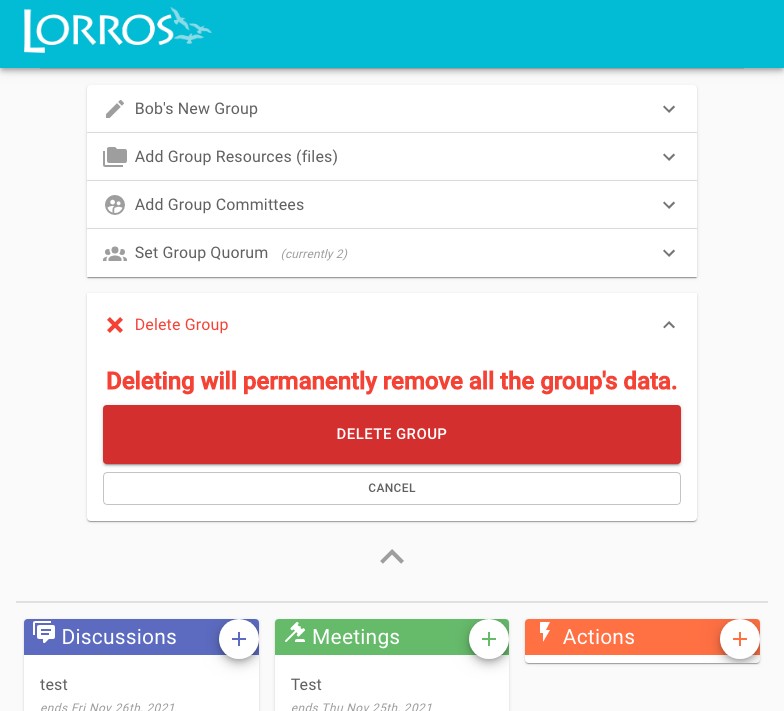 LORROS
Bob's New Group
Add Group Resources (files)
Add Group Committees
Set Group Quorum (currently 2)
Delete Group
Deleting will permanently remove all the group's data.
DELETE GROUP
CANCEL
Discussions
Meetings
Actions
test
Test
ends Fri Nov 26th, 2021
ends Thu Nov 25th, 2021